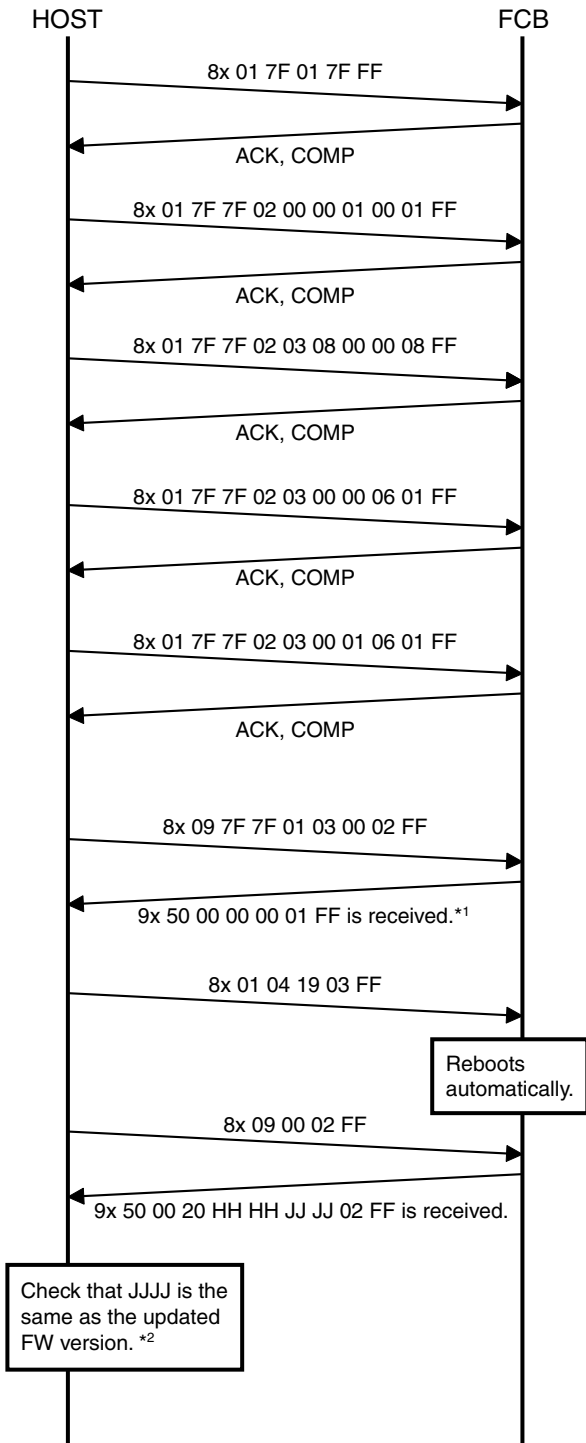 HOST
FCB
8x 01 7F 01 7F FF
ACK, COMP
8x 01 7F 7F 02 00 00 01 00 01 FF
ACK, COMP
8x 01 7F 7F 02 03 08 00 00 08 FF
ACK, COMP
8x 01 7F 7F 02 03 00 00 06 01 FF
ACK, COMP
8x 01 7F 7F 02 03 00 01 06 01 FF
ACK, COMP
8x 09 7F 7F 01 03 00 02 FF
9x 50 00 00 00 01 FF is received.*1
8x 01 04 19 03 FF
Reboots
automatically.
8x 09 00 02 FF
9x 50 00 20 HH HH JJ JJ 02 FF is received.
Check that JJJJ is the
same as the updated
FW version. *2